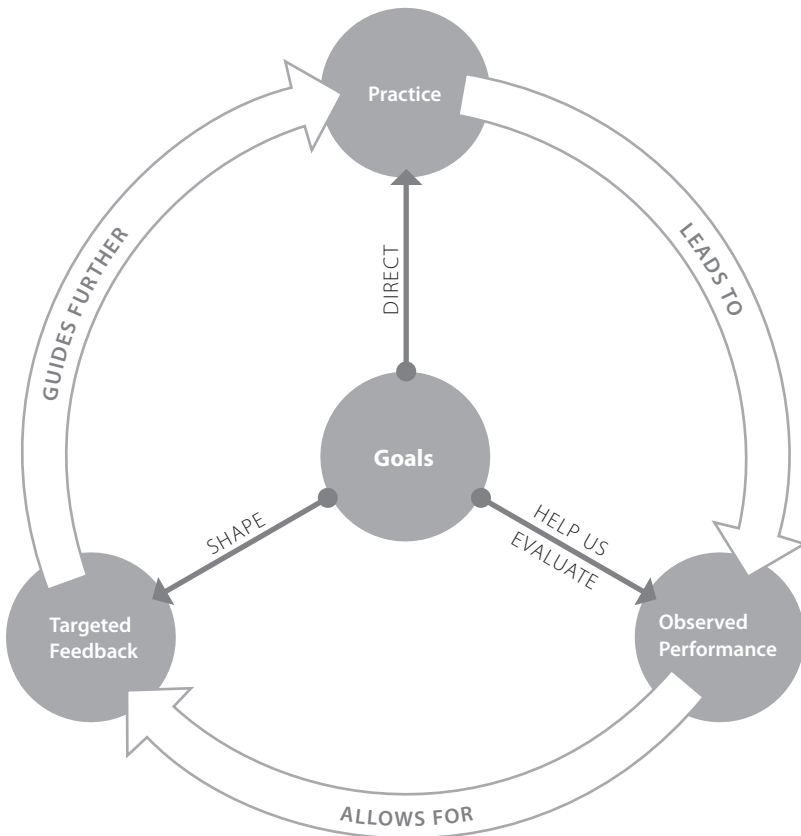 Practice
LEADS TO
GUIDES FURTHER
DIRECT
Goals
SHAPE
HELP US
EVALUATE
Targeted
Feedback
Observed
Performance
ALLOWS FOR